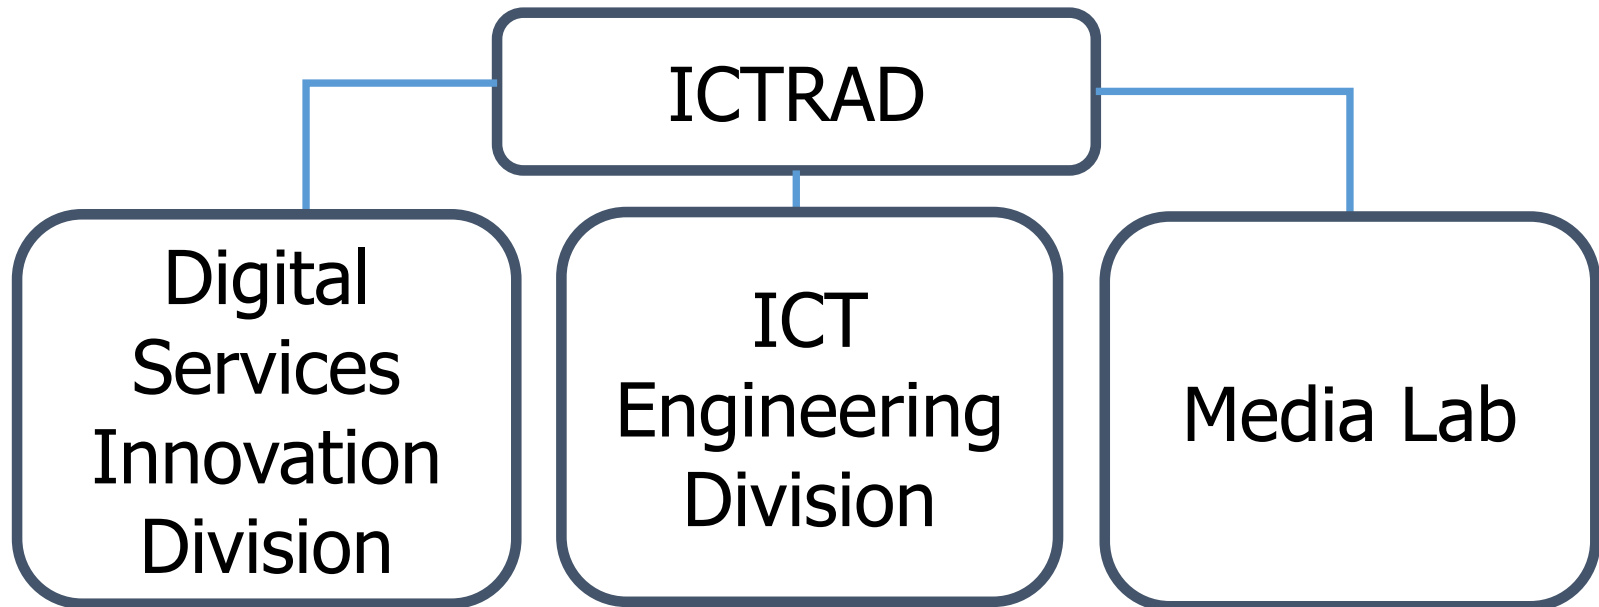 ICTRAD
Digital
Services
Innovation
Division
ICT
Engineering
Division
Media Lab